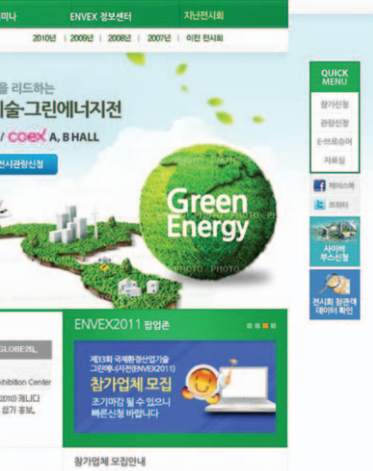 미나 ENVEX 정보센터 지난전시회
2010년 | 2009년 | 2008년 | 2007년 | 이전 전시회
을 리드하는
술·그린에너지전
/ coex A, B HALL
전시관람신청
Green
Energy
QUICK
MENU
참가신청
관람신청
E-브로슈어
자료실
페이스북
트위터
사이버
부스신청
전시회 참관객
데이터 확인
ENVEX2011 팝업존
제33회 국제환경산업기술
그린에너지전(ENVEX2011)
참가업체 모집
조기마감 될 수 있으니
빠른신청 바랍니다
GLOBE
hibition Center
2010) 캐나다
참가 홍보,
참가업체 모집안내